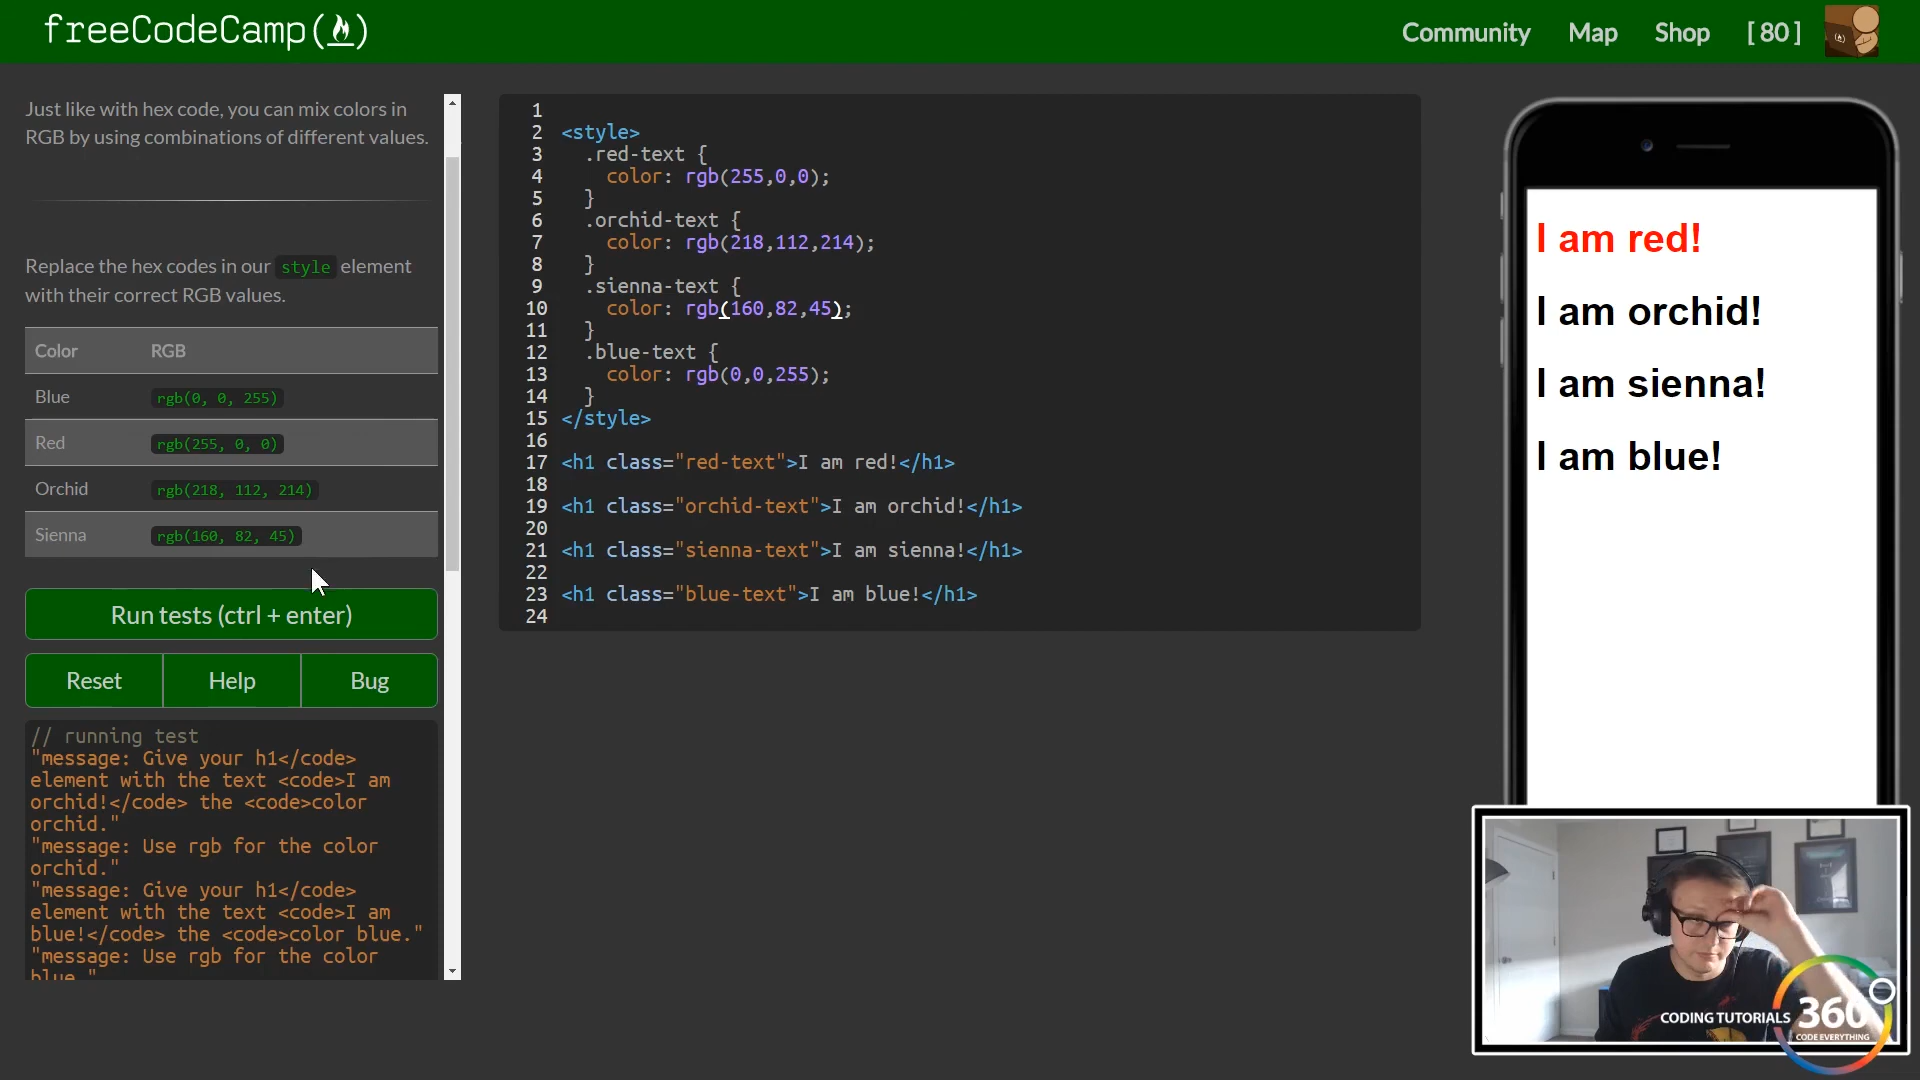 freeCodeCamp(🔥)
Community
Map
Shop
[ 80 ]
Just like with hex code, you can mix colors in
RGB by using combinations of different values.
Replace the hex codes in our style element
with their correct RGB values.
Color RGB
Blue rgb(0, 0, 255)
Red rgb(255, 0, 0)
Orchid rgb(218, 112, 214)
Sienna rgb(160, 82, 45)
Run tests (ctrl + enter)
Reset Help Bug
// running test
"message: Give your h1</code>
element with the text <code>I am
orchid!</code> the <code>color
orchid."
"message: Use rgb for the color
orchid."
"message: Give your h1</code>
element with the text <code>I am
blue!</code> the <code>color blue."
"message: Use rgb for the color
blue."
1
2 <style>
3 .red-text {
4 color: rgb(255,0,0);
5 }
6 .orchid-text {
7 color: rgb(218,112,214);
8 }
9 .sienna-text {
10 color: rgb(160,82,45);
11 }
12 .blue-text {
13 color: rgb(0,0,255);
14 }
15 </style>
16
17 <h1 class="red-text">I am red!</h1>
18
19 <h1 class="orchid-text">I am orchid!</h1>
20
21 <h1 class="sienna-text">I am sienna!</h1>
22
23 <h1 class="blue-text">I am blue!</h1>
24
I am red!
I am orchid!
I am sienna!
I am blue!
CODING TUTORIALS 360
CODE EVERYTHING